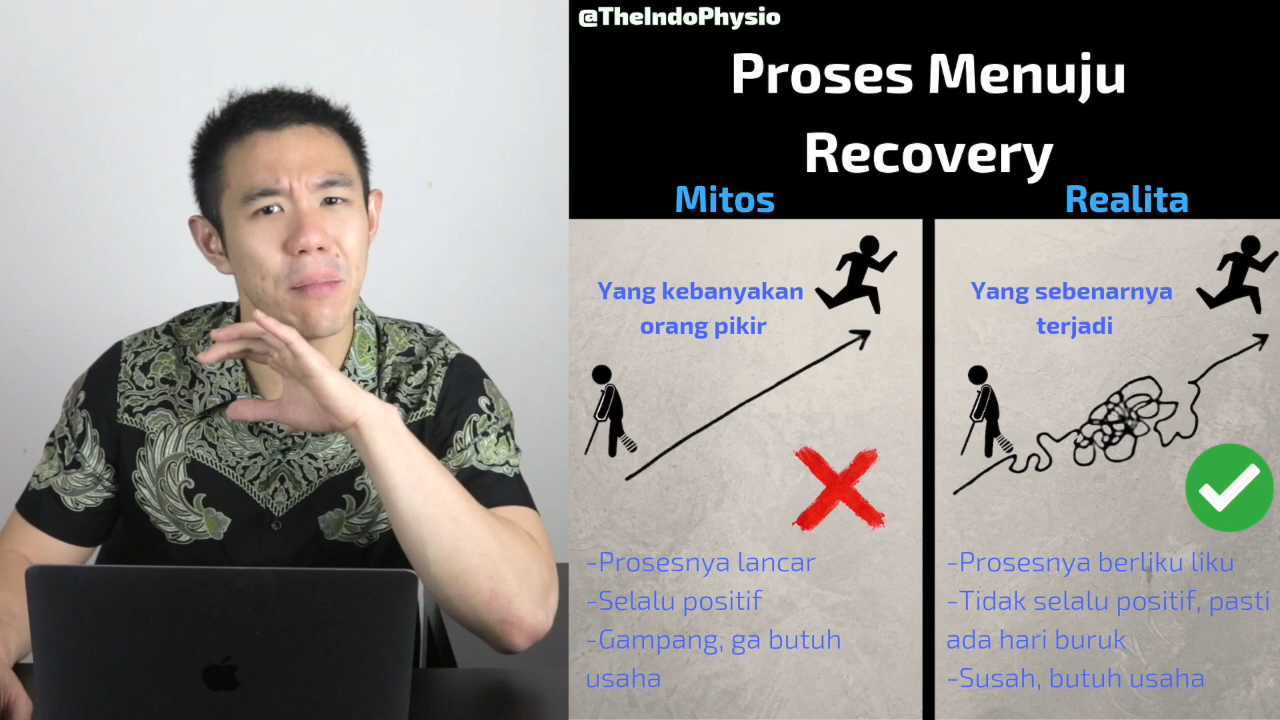 @TheIndoPhysio
Proses Menuju
Recovery
Mitos
Yang kebanyakan
orang pikir
-Prosesnya lancar
-Selalu positif
-Gampang, ga butuh
usaha
Realita
Yang sebenarnya
terjadi
-Prosesnya berliku liku
-Tidak selalu positif, pasti
ada hari buruk
-Susah, butuh usaha